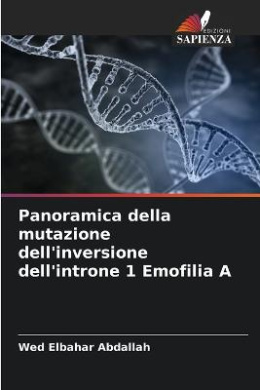 EDIZIONI
SAPIENZA
Panoramica della
mutazione
dell'inversione
dell'introne 1 Emofilia A
Wed Elbahar Abdallah